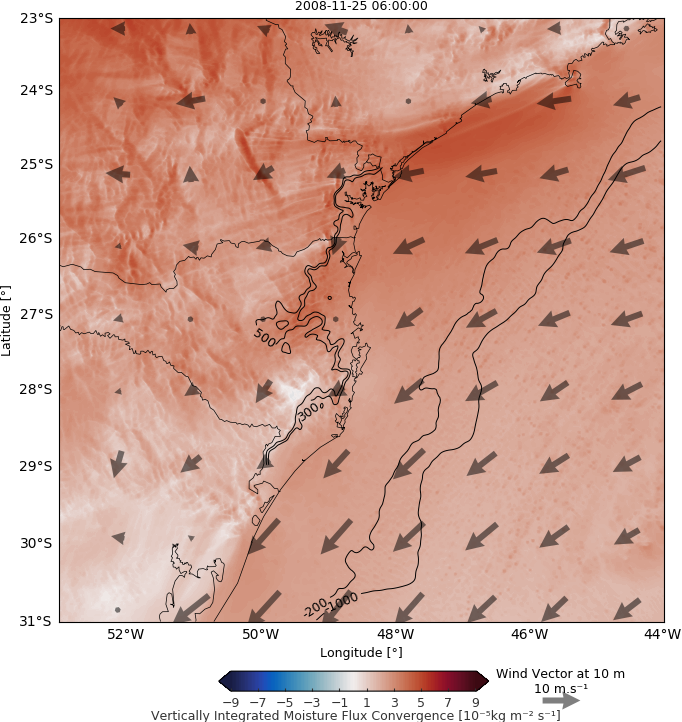 2008-11-25 06:00:00
23°S
24°S
25°S
26°S
27°S
28°S
29°S
30°S
31°S
Latitude [°]
500
300
-200
-1000
52°W 50°W 48°W 46°W 44°W
Longitude [°]
−9 −7 −5 −3 −1 1 3 5 7 9
Wind Vector at 10 m
10 m.s⁻¹
Vertically Integrated Moisture Flux Convergence [10⁻⁵kg m⁻² s⁻¹]